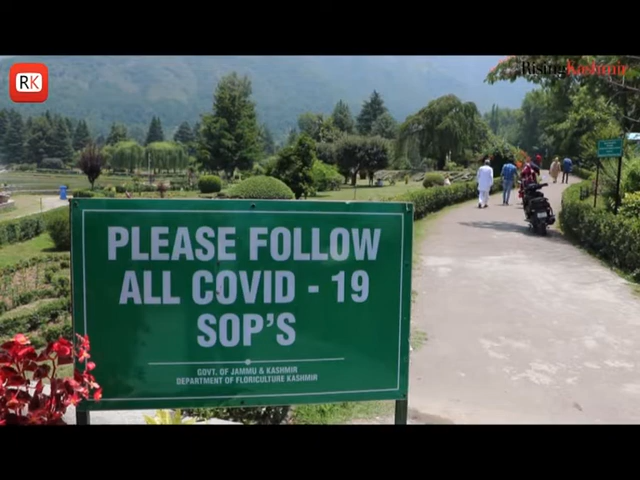 RK
Rising Kashmir
PLEASE FOLLOW
ALL COVID - 19
SOP'S
GOVT. OF JAMMU & KASHMIR
DEPARTMENT OF FLORICULTURE KASHMIR